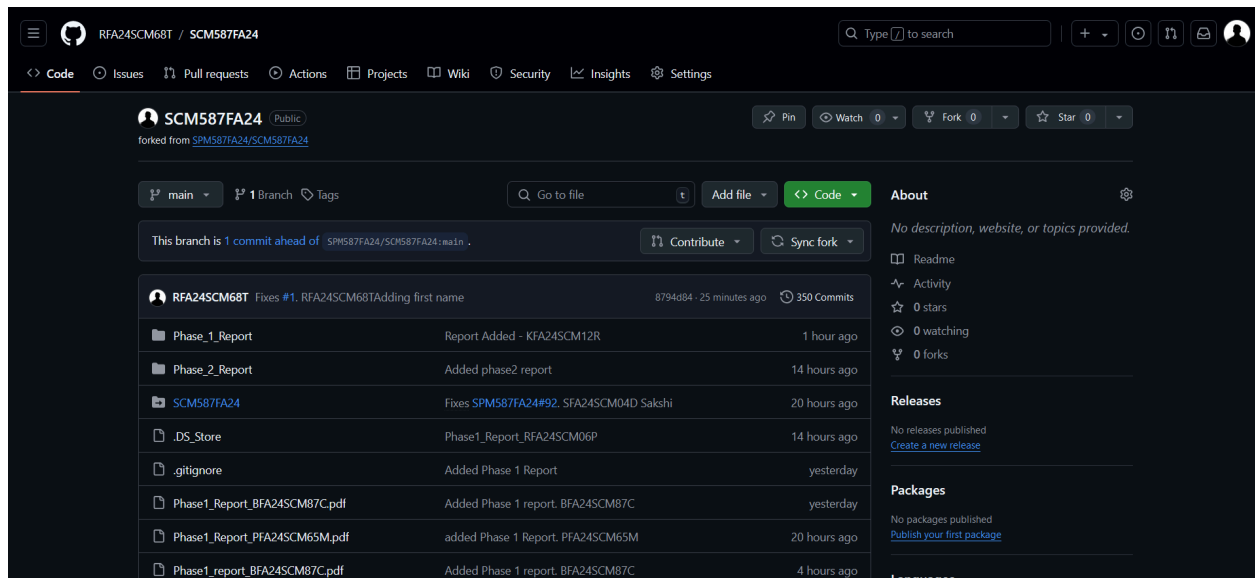 RFA24SCM68T / SCM587FA24
Type / to search
<> Code Issues Pull requests Actions Projects Wiki Security Insights Settings
SCM587FA24 Public
forked from SPM587FA24/SCM587FA24
Pin Watch 0 Fork 0 Star 0
main 1 Branch Tags
Go to file t Add file <> Code
This branch is 1 commit ahead of SPM587FA24/SCM587FA24:main .
Contribute Sync fork
RFA24SCM68T Fixes #1. RFA24SCM68TAdding first name 8794d84 · 25 minutes ago 350 Commits
Phase_1_Report Report Added - KFA24SCM12R 1 hour ago
Phase_2_Report Added phase2 report 14 hours ago
SCM587FA24 Fixes SPM587FA24#92. SFA24SCM04D Sakshi 20 hours ago
.DS_Store Phase1_Report_RFA24SCM06P 14 hours ago
.gitignore Added Phase 1 Report yesterday
Phase1_Report_BFA24SCM87C.pdf Added Phase 1 report. BFA24SCM87C yesterday
Phase1_Report_PFA24SCM65M.pdf added Phase 1 Report. PFA24SCM65M 20 hours ago
Phase1_report_BFA24SCM87C.pdf Added Phase 1 report. BFA24SCM87C 4 hours ago
About
No description, website, or topics provided.
Readme
Activity
0 stars
0 watching
0 forks
Releases
No releases published
Create a new release
Packages
No packages published
Publish your first package